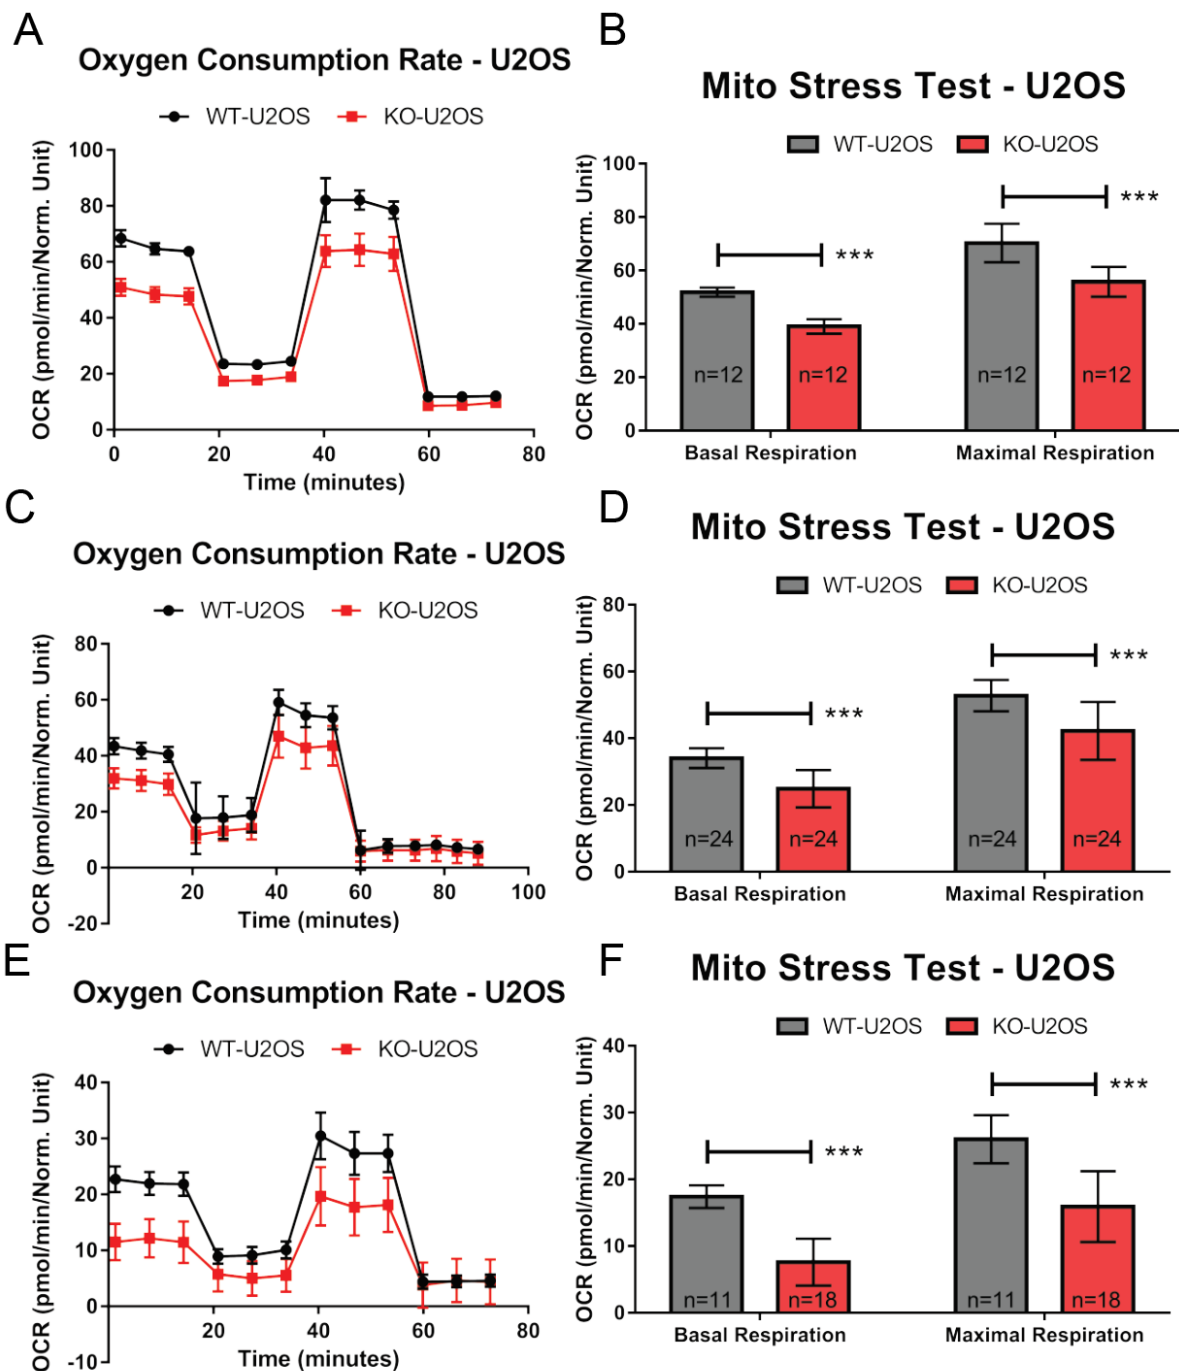 A
Oxygen Consumption Rate - U2OS
WT-U2OS KO-U2OS
OCR (pmol/min/Norm. Unit)
100
80
60
40
20
0
0 20 40 60 80
Time (minutes)
B
Mito Stress Test - U2OS
WT-U2OS KO-U2OS
OCR (pmol/min/Norm. Unit)
100
80
60
40
20
0
*** ***
n=12 n=12 n=12 n=12
Basal Respiration Maximal Respiration
C
Oxygen Consumption Rate - U2OS
WT-U2OS KO-U2OS
OCR (pmol/min/Norm. Unit)
80
60
40
20
0
-20
20 40 60 80 100
Time (minutes)
D
Mito Stress Test - U2OS
WT-U2OS KO-U2OS
OCR (pmol/min/Norm. Unit)
80
60
40
20
0
*** ***
n=24 n=24 n=24 n=24
Basal Respiration Maximal Respiration
E
Oxygen Consumption Rate - U2OS
WT-U2OS KO-U2OS
OCR (pmol/min/Norm. Unit)
40
30
20
10
0
-10
20 40 60 80
Time (minutes)
F
Mito Stress Test - U2OS
WT-U2OS KO-U2OS
OCR (pmol/min/Norm. Unit)
40
30
20
10
0
*** ***
n=11 n=18 n=11 n=18
Basal Respiration Maximal Respiration